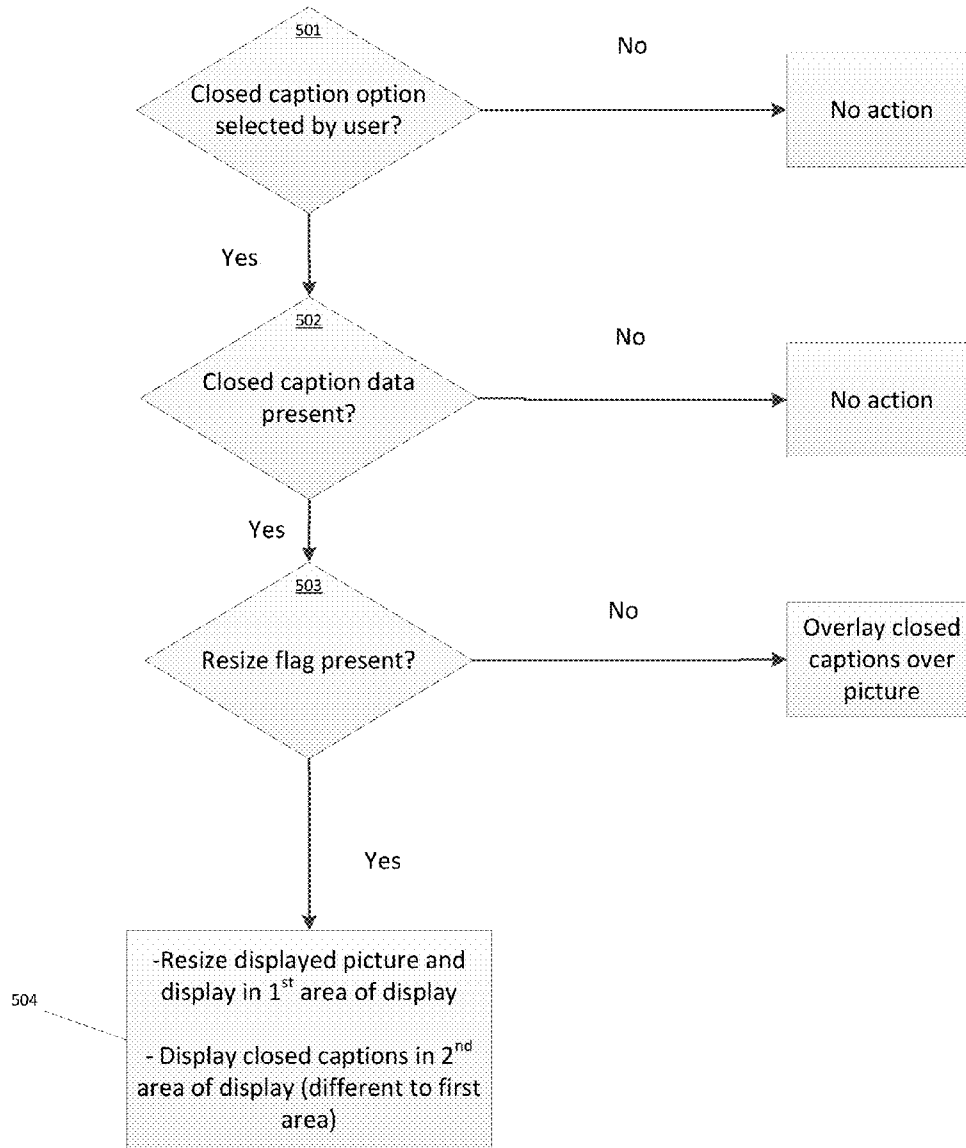 501
Closed caption option
selected by user?
No
No action
Yes
502
Closed caption data
present?
No
No action
Yes
503
Resize flag present?
No
Overlay closed
captions over
picture
Yes
504
-Resize displayed picture and
display in 1st area of display
- Display closed captions in 2nd
area of display (different to first
area)